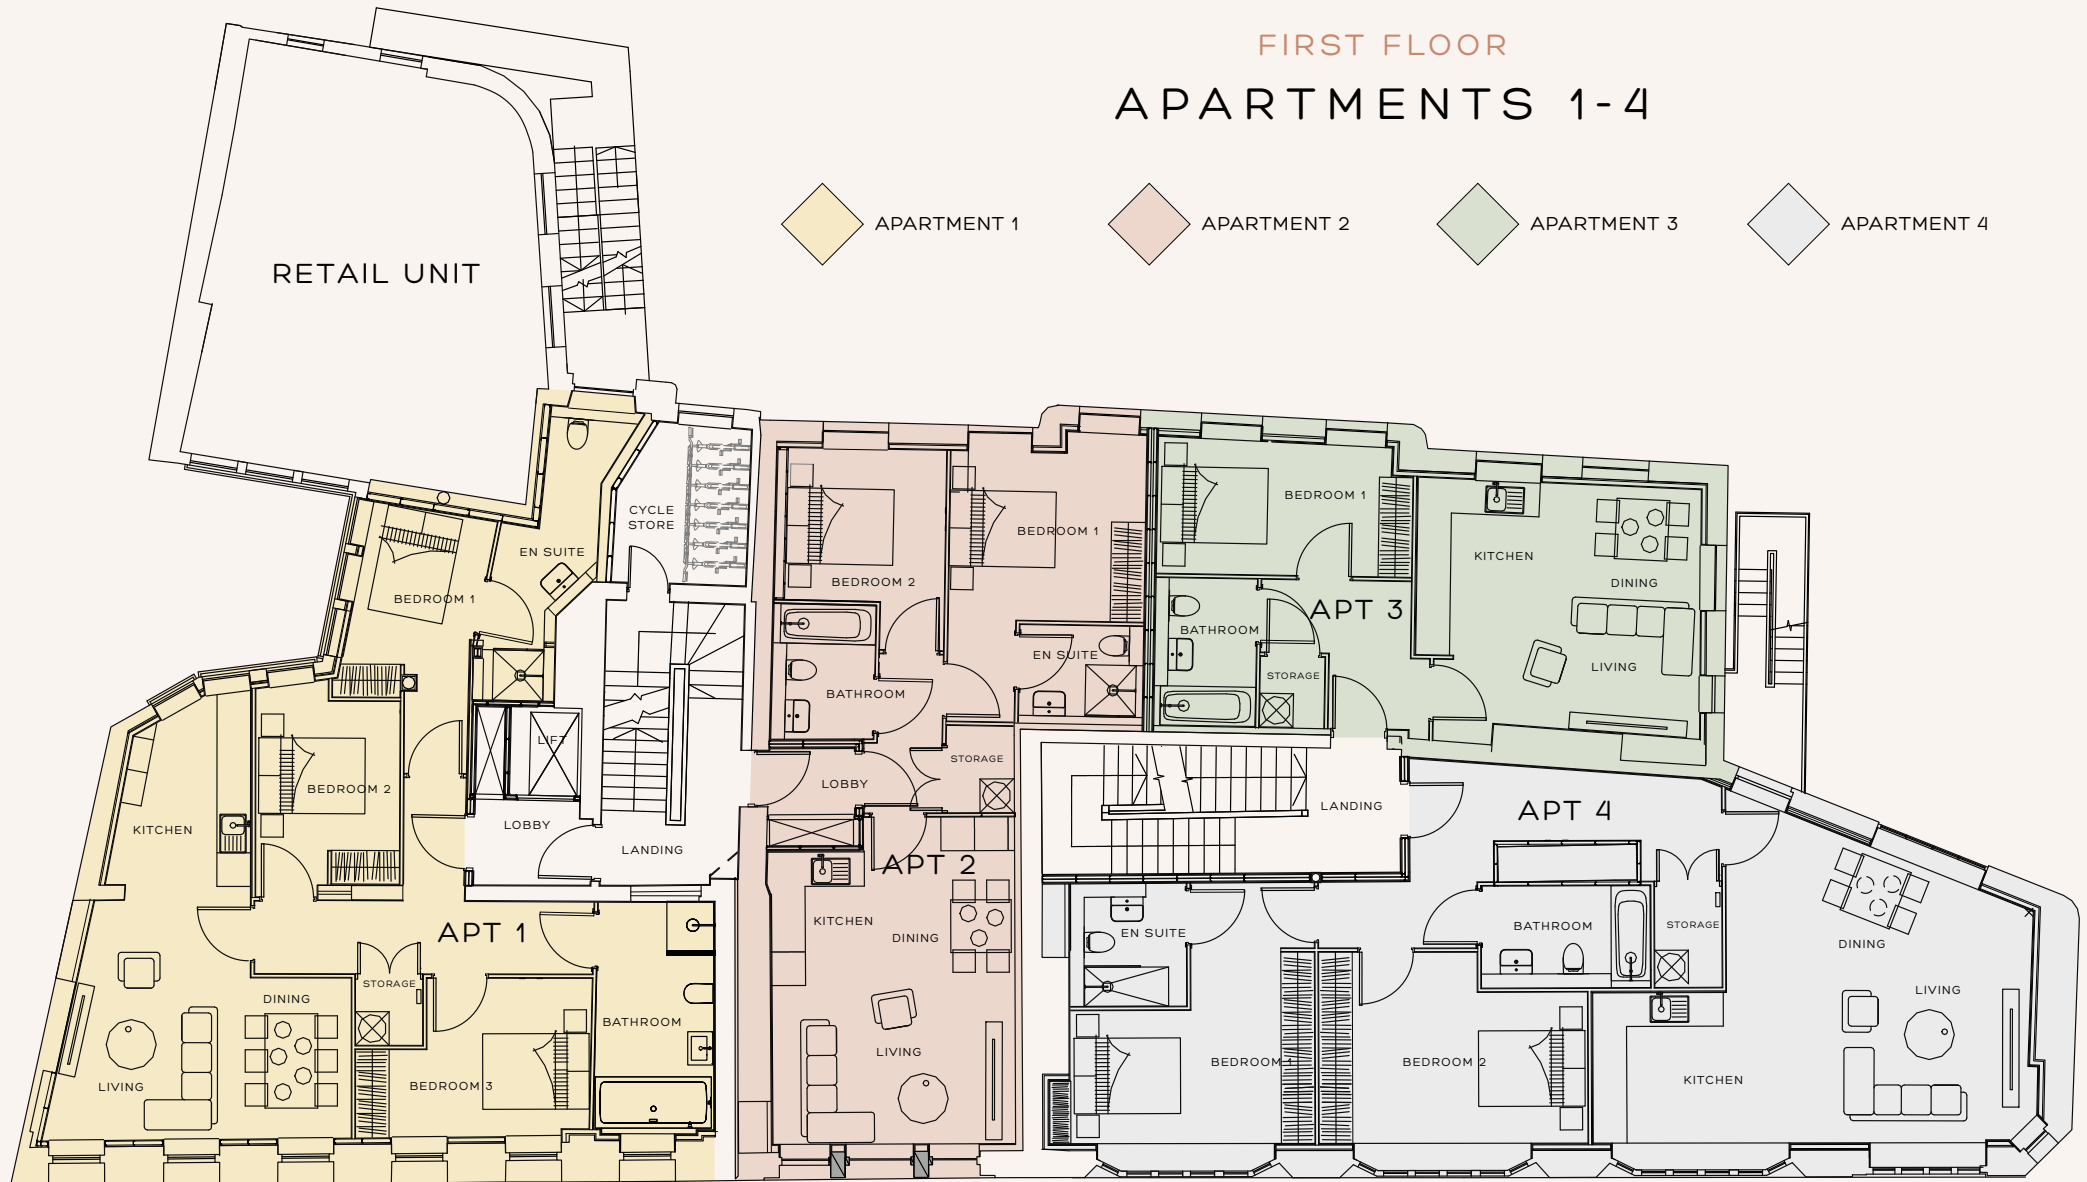 FIRST FLOOR
APARTMENTS 1-4
APARTMENT 1
APARTMENT 2
APARTMENT 3
APARTMENT 4
RETAIL UNIT
CYCLE
STORE
EN SUITE
BEDROOM 1
LIFT
BEDROOM 2
KITCHEN
LOBBY
LANDING
APT 1
STORAGE
DINING
BATHROOM
LIVING
BEDROOM 3
BEDROOM 1
BEDROOM 2
EN SUITE
BATHROOM
STORAGE
LOBBY
APT 2
KITCHEN
DINING
LIVING
BEDROOM 1
KITCHEN
DINING
APT 3
BATHROOM
LIVING
STORAGE
LANDING
APT 4
EN SUITE
BATHROOM
STORAGE
DINING
LIVING
BEDROOM 1
BEDROOM 2
KITCHEN